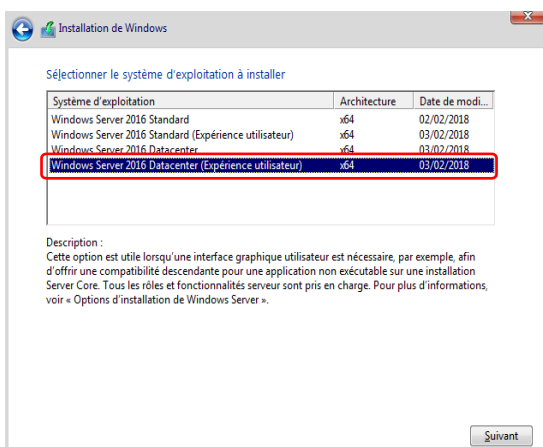 Installation de Windows
Sélectionner le système d'exploitation à installer
Système d'exploitation Architecture Date de modi...
Windows Server 2016 Standard x64 02/02/2018
Windows Server 2016 Standard (Expérience utilisateur) x64 03/02/2018
Windows Server 2016 Datacenter x64 03/02/2018
Windows Server 2016 Datacenter (Expérience utilisateur) x64 03/02/2018
Description :
Cette option est utile lorsqu'une interface graphique utilisateur est nécessaire, par exemple, afin
d'offrir une compatibilité descendante pour une application non exécutable sur une installation
Server Core. Tous les rôles et fonctionnalités serveur sont pris en charge. Pour plus d'informations,
voir « Options d'installation de Windows Server ».
Suivant